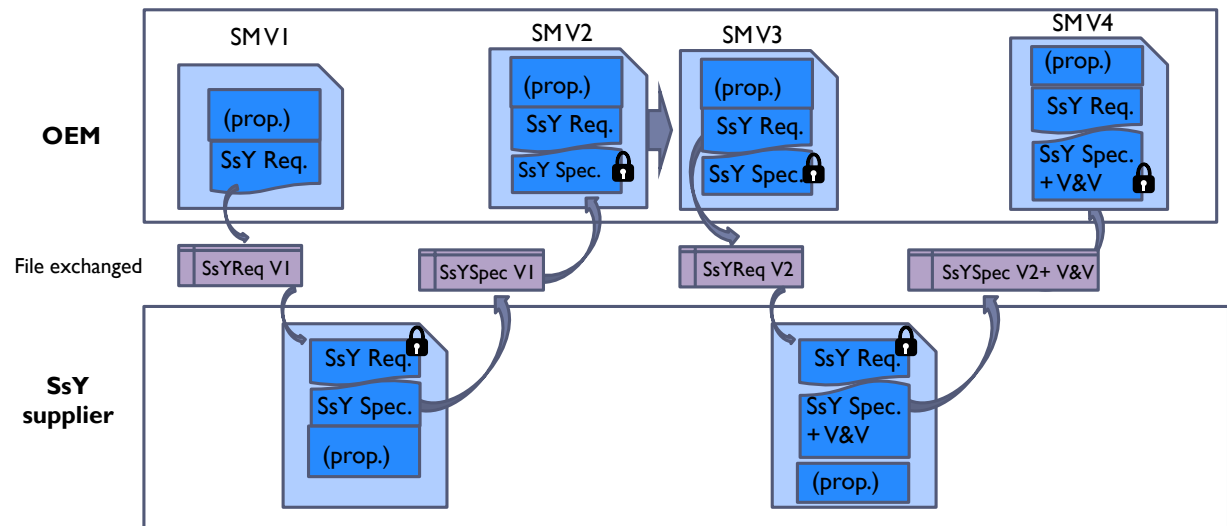 SM V1
SM V2
SM V3
SM V4
OEM
(prop.)
SsY Req.
(prop.)
SsY Req.
SsY Spec.
(prop.)
SsY Req.
SsY Spec.
(prop.)
SsY Req.
SsY Spec.
+ V&V
File exchanged
SsYReq V1
SsYSpec V1
SsYReq V2
SsYSpec V2+ V&V
SsY
supplier
SsY Req.
SsY Spec.
(prop.)
SsY Req.
SsY Spec.
+ V&V
(prop.)